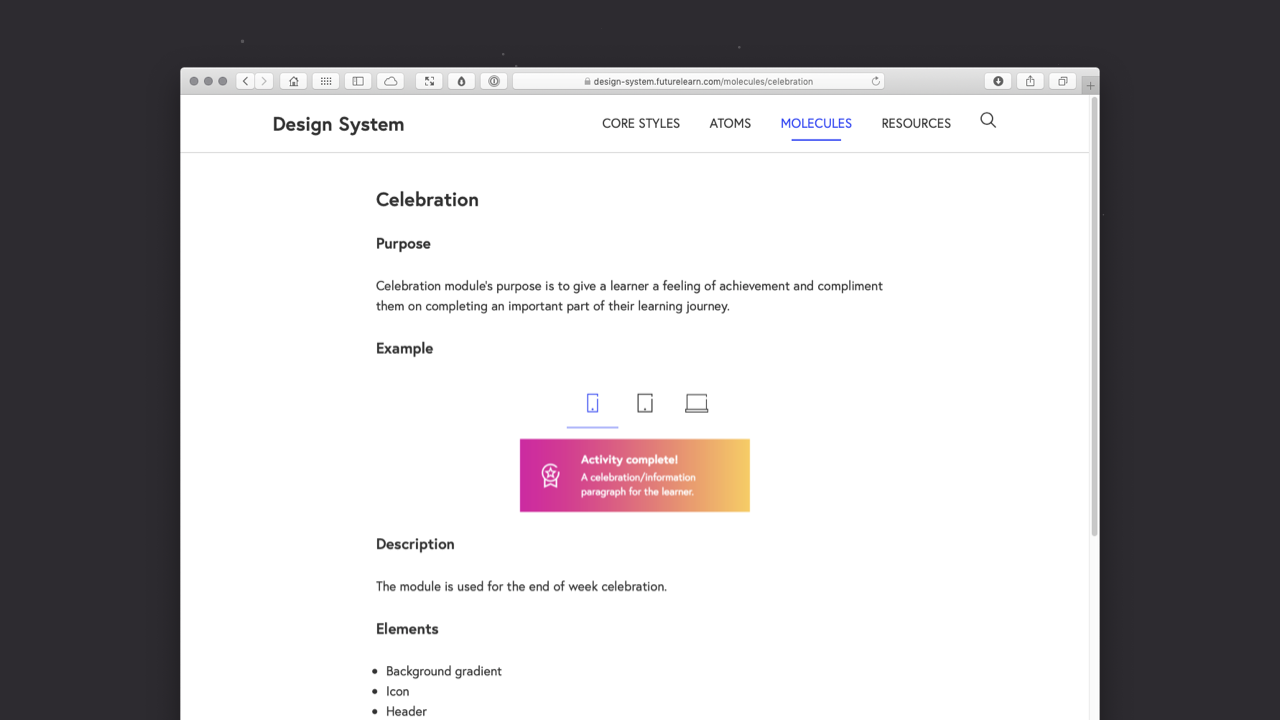 design-system.futurelearn.com/molecules/celebration
Design System
CORE STYLES
ATOMS
MOLECULES
RESOURCES
Celebration
Purpose
Celebration module's purpose is to give a learner a feeling of achievement and compliment
them on completing an important part of their learning journey.
Example
Activity complete!
A celebration/information
paragraph for the learner.
Description
The module is used for the end of week celebration.
Elements
Background gradient
Icon
Header